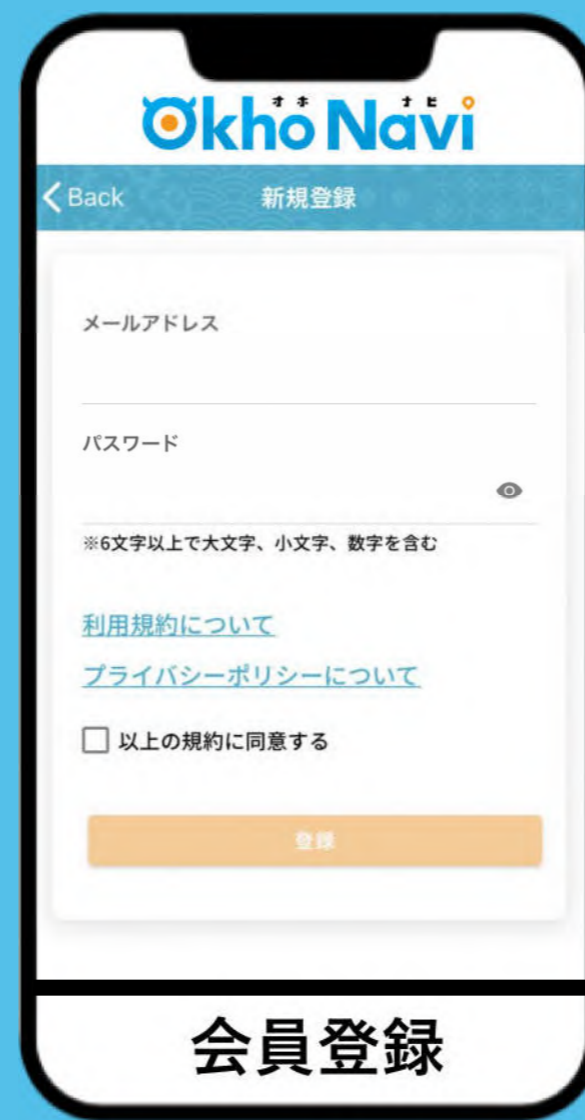 オホ ナビ
Okho Navi
Back 新規登録
メールアドレス
パスワード
※6文字以上で大文字、小文字、数字を含む
利用規約について
プライバシーポリシーについて
以上の規約に同意する
登録
会員登録